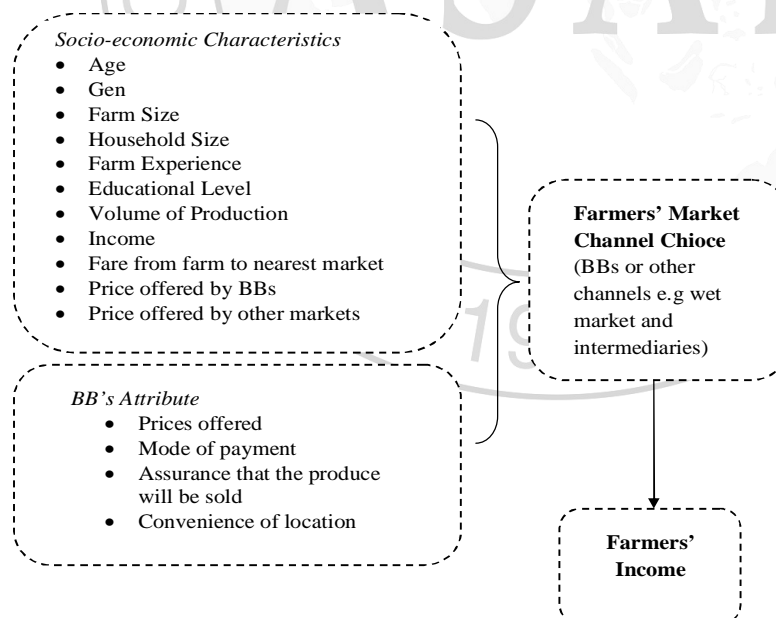 Socio-economic Characteristics
• Age
• Gen
• Farm Size
• Household Size
• Farm Experience
• Educational Level
• Volume of Production
• Income
• Fare from farm to nearest market
• Price offered by BBs
• Price offered by other markets
BB's Attribute
• Prices offered
• Mode of payment
• Assurance that the produce
will be sold
• Convenience of location
Farmers' Market
Channel Chioce
(BBs or other
channels e.g wet
market and
intermediaries)
Farmers'
Income